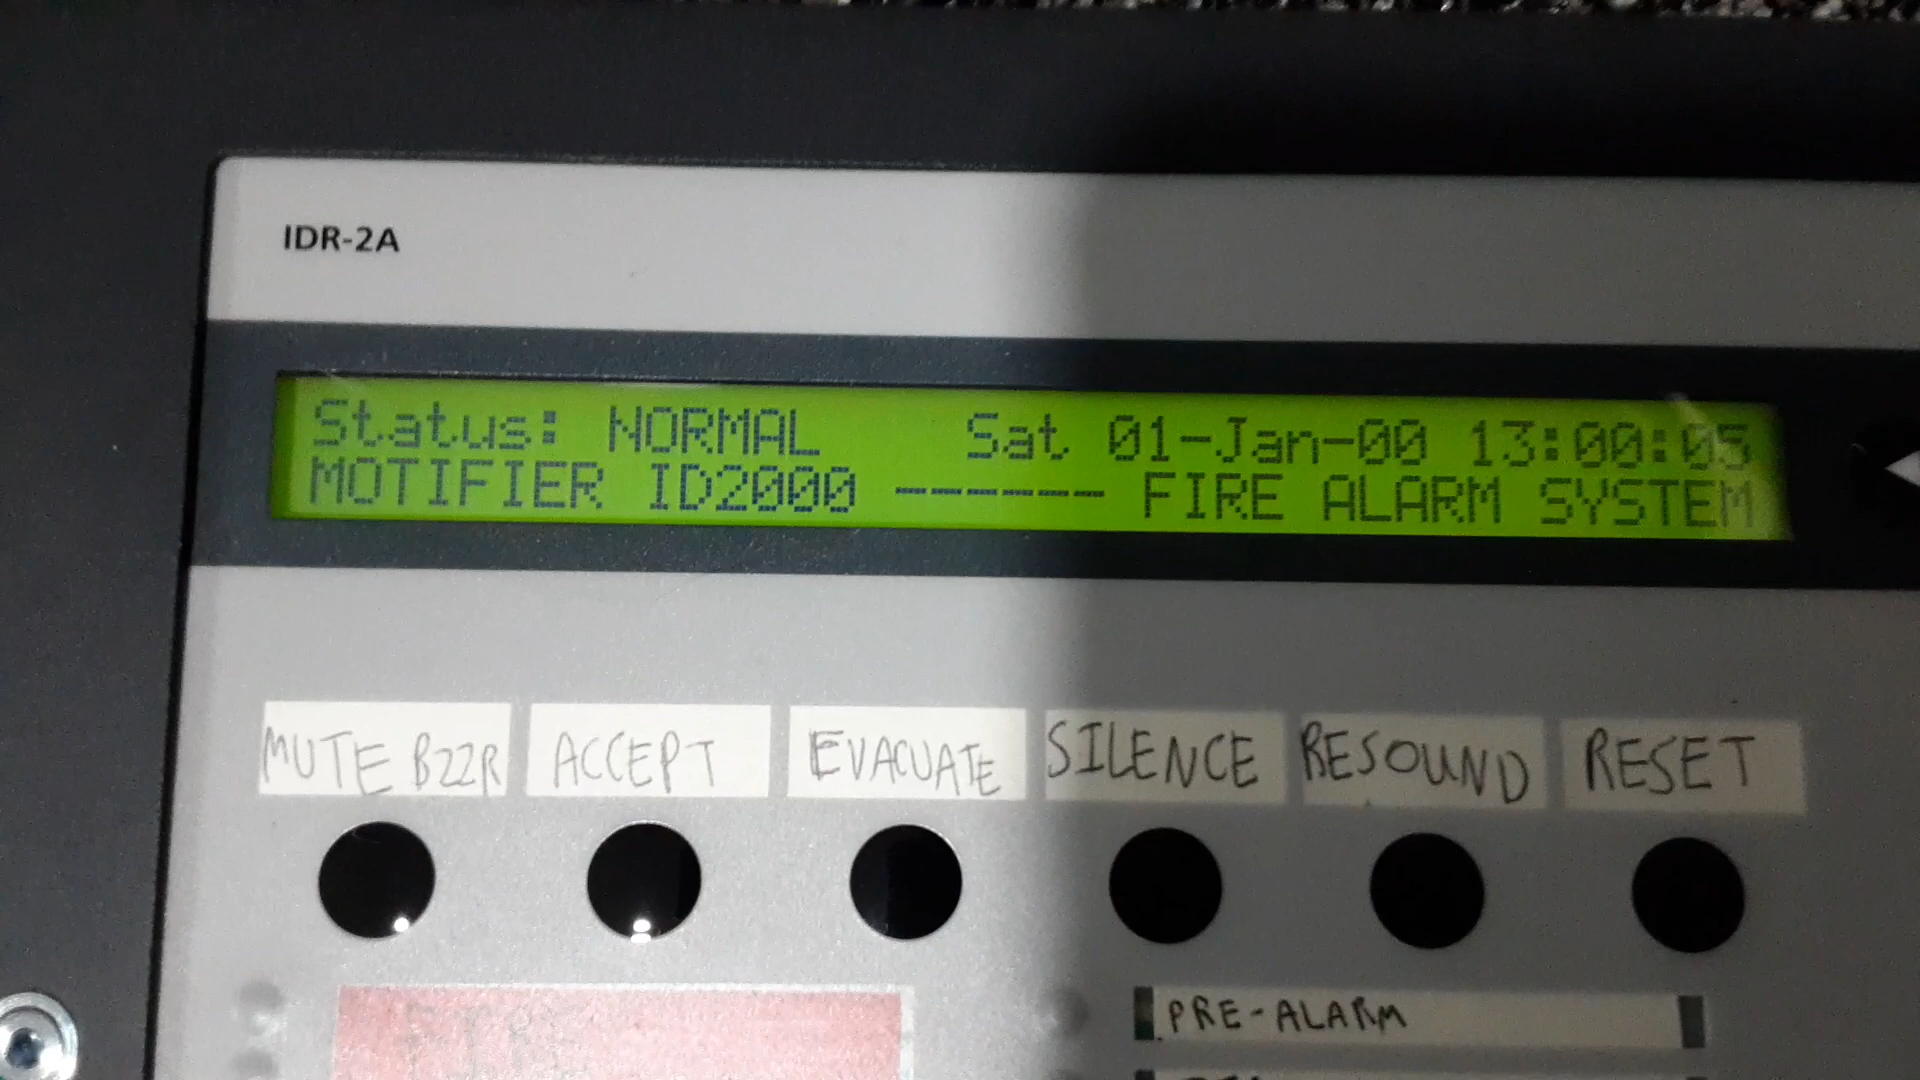 IDR-2A
Status: NORMAL Sat 01-Jan-00 13:00:05
MOTIFIER ID2000 ------ FIRE ALARM SYSTEM
MUTE BZZR ACCEPT EVACUATE SILENCE RESOUND RESET
FIRE
PRE-ALARM